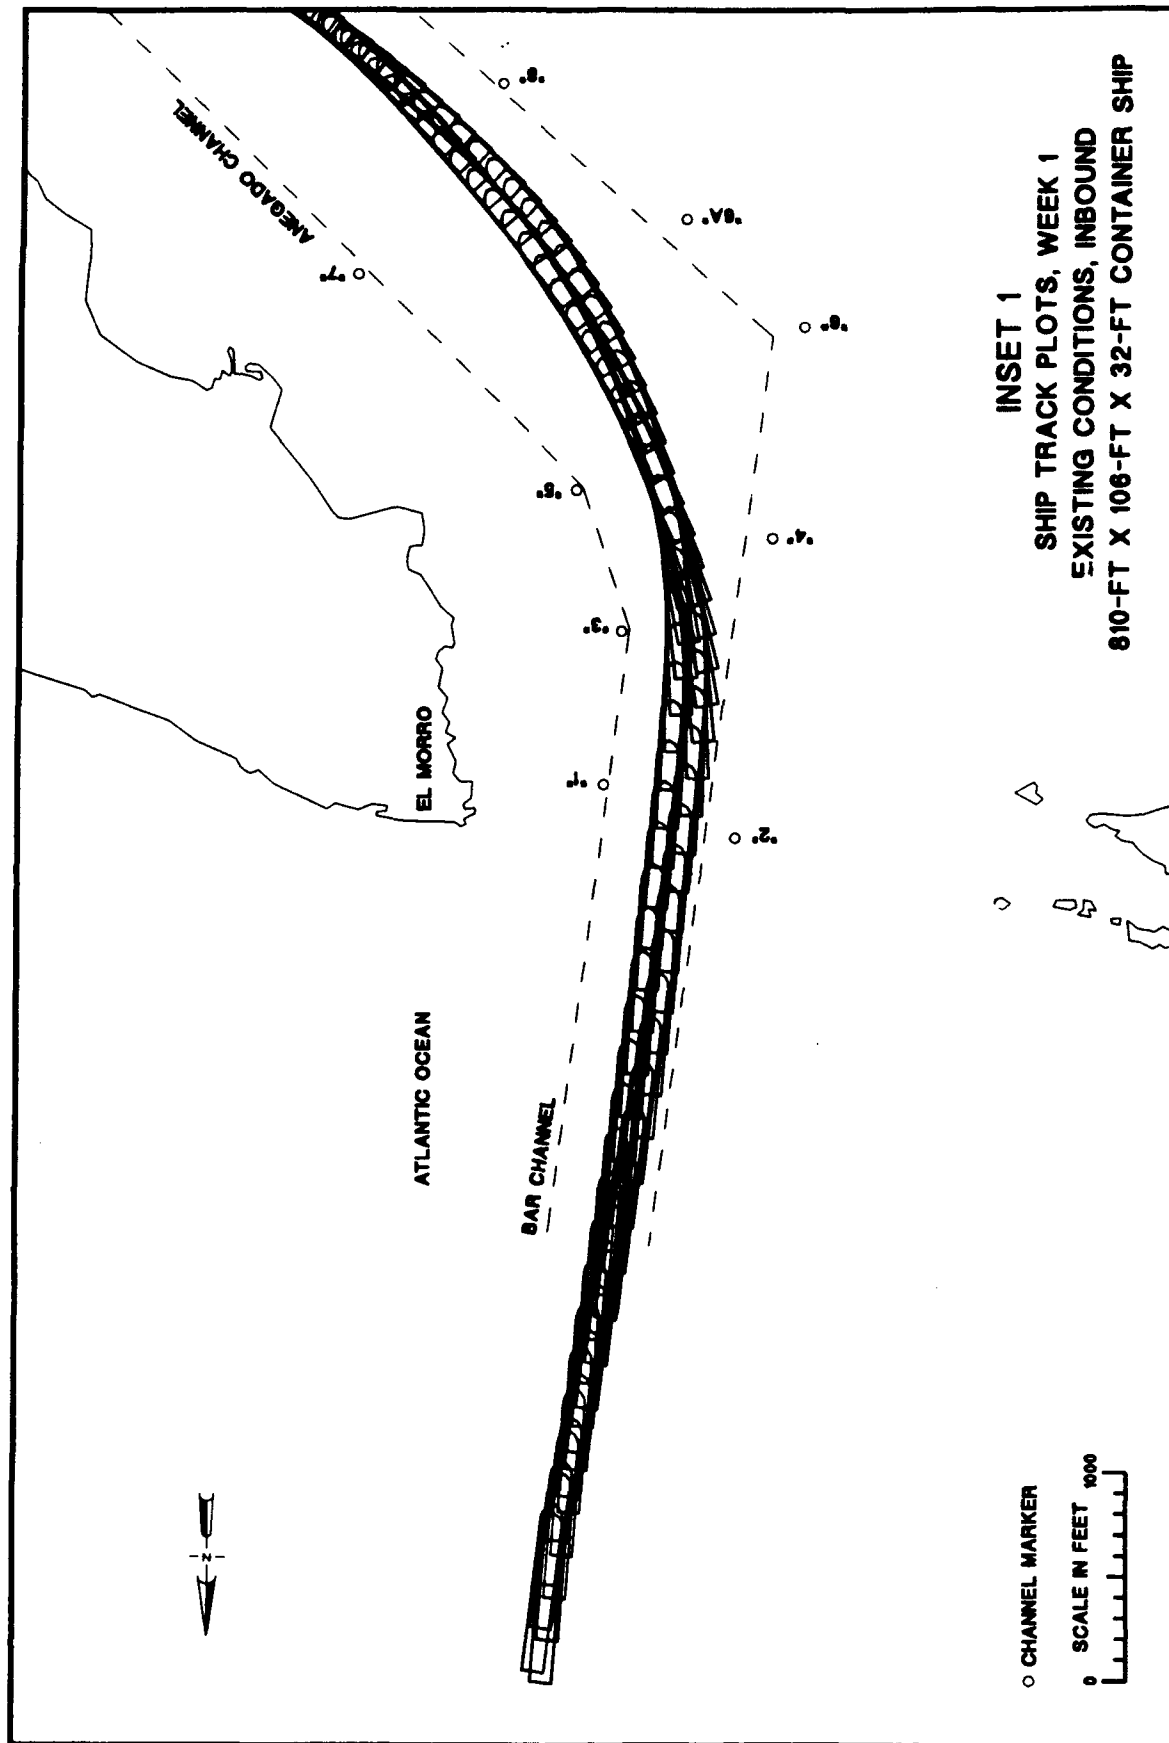 INSET 1
SHIP TRACK PLOTS, WEEK 1
EXISTING CONDITIONS, INBOUND
810-FT X 106-FT X 32-FT CONTAINER SHIP
ANEGADO CHANNEL
"8"
"6A"
"7"
"6"
"5"
"4"
"3"
"1"
"2"
EL MORRO
ATLANTIC OCEAN
BAR CHANNEL
N
CHANNEL MARKER
SCALE IN FEET
0 1000